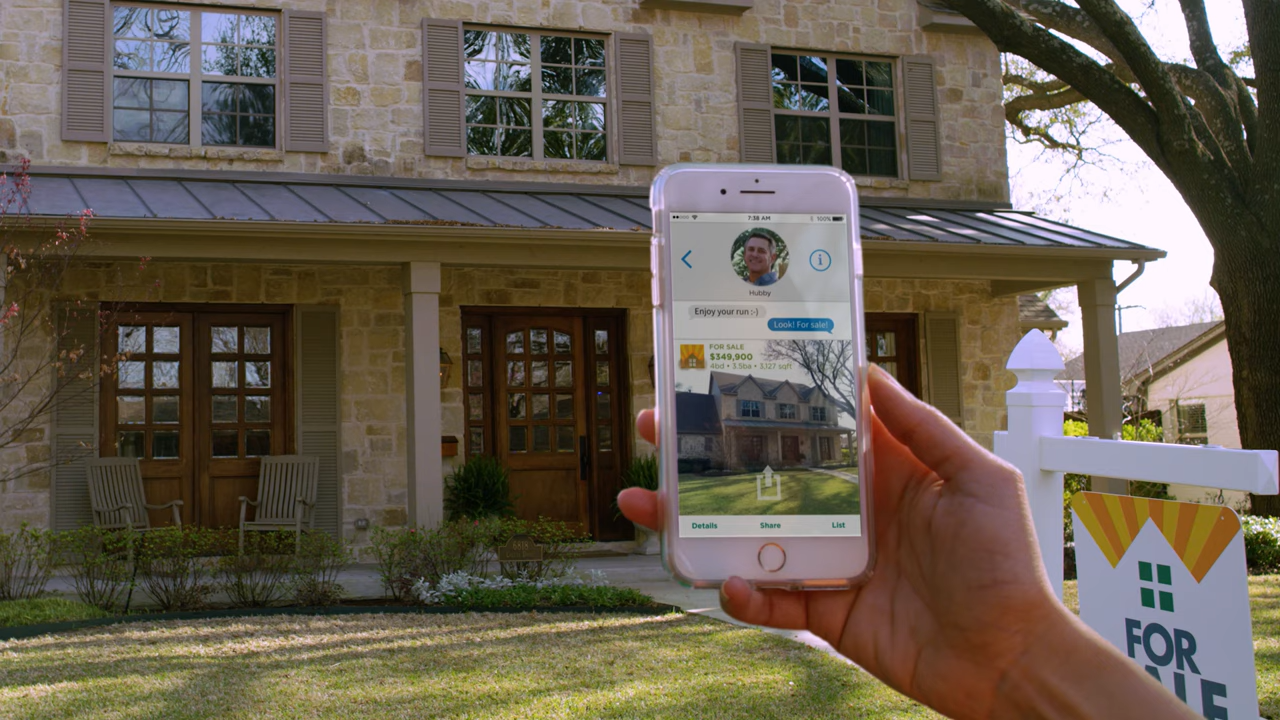 7:38 AM
100%
Hubby
Enjoy your run :-)
Look! For sale!
FOR SALE
$349,900
4bd • 3.5ba • 3,127 sqft
Details
Share
List
FOR
SALE